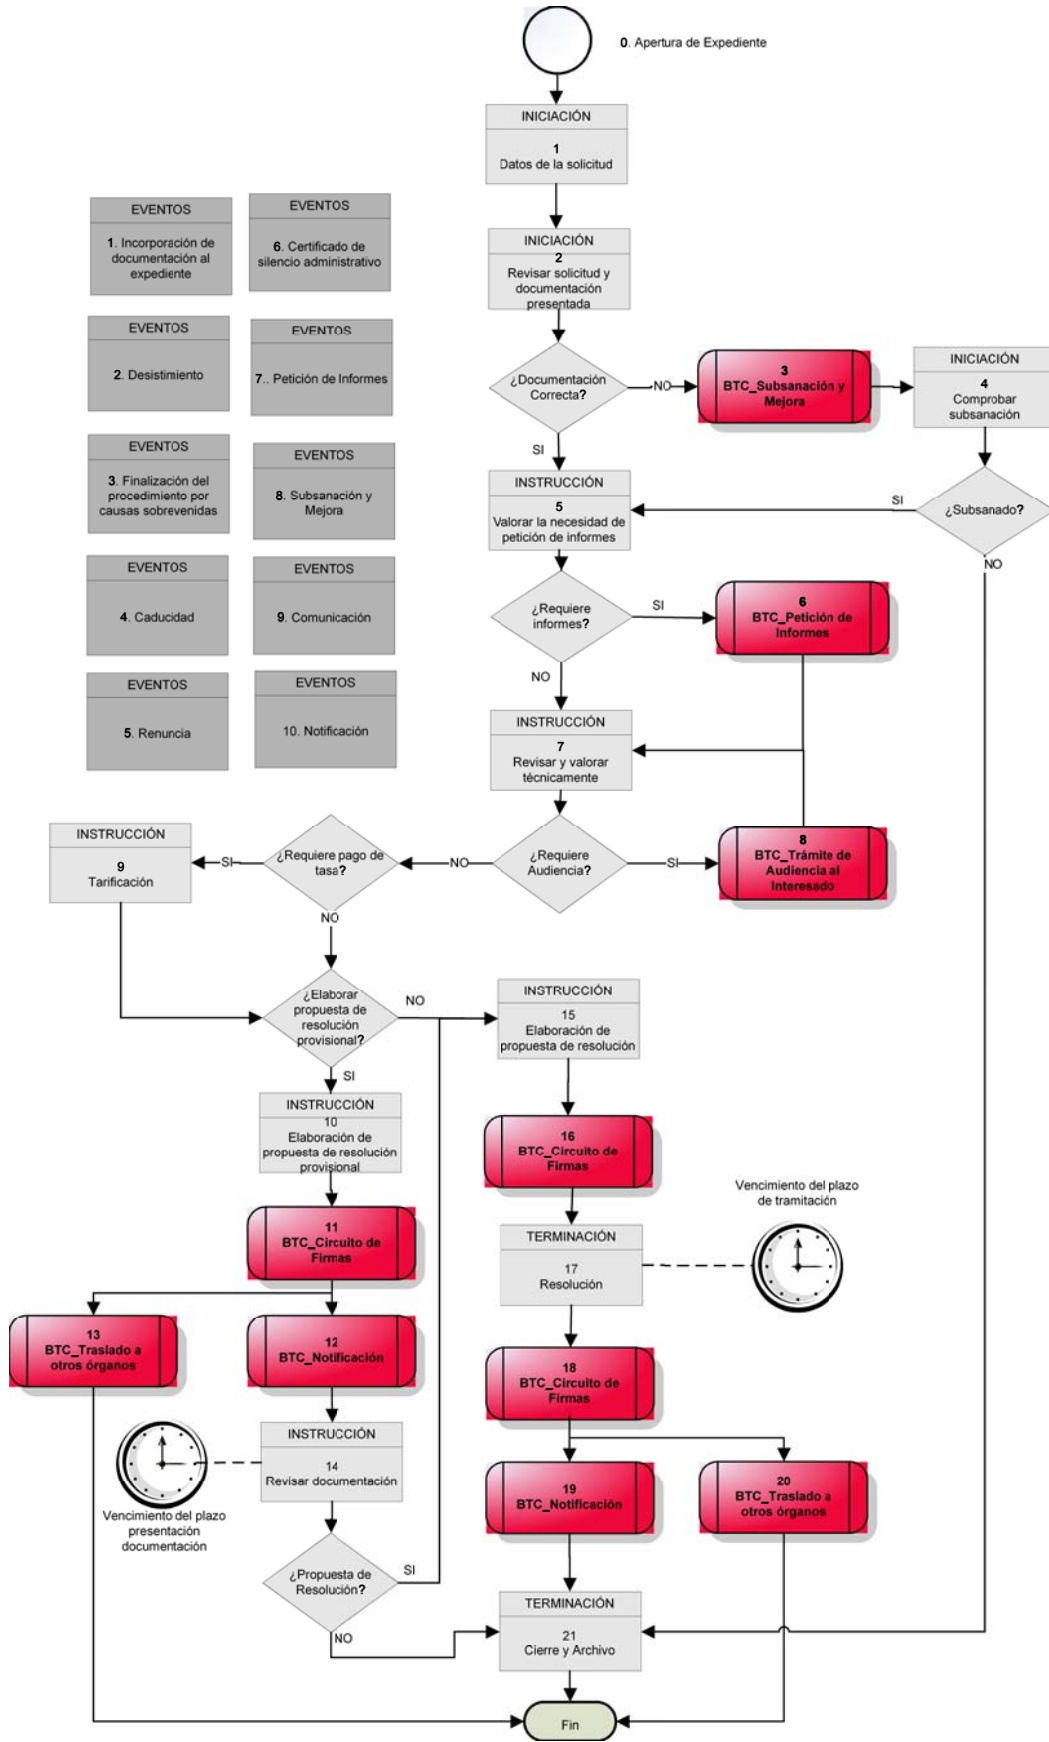 0. Apertura de Expediente
INICIACIÓN
1
Datos de la solicitud
EVENTOS
1. Incorporación de
documentación al
expediente
EVENTOS
6. Certificado de
silencio administrativo
INICIACIÓN
2
Revisar solicitud y
documentación
presentada
EVENTOS
2. Desistimiento
EVENTOS
7.. Petición de Informes
¿Documentación
Correcta?
NO
3
BTC_Subsanación y
Mejora
INICIACIÓN
4
Comprobar
subsanación
SI
EVENTOS
3. Finalización del
procedimiento por
causas sobrevenidas
EVENTOS
8. Subsanación y
Mejora
INSTRUCCIÓN
5
Valorar la necesidad de
petición de informes
SI
¿Subsanado?
NO
EVENTOS
4. Caducidad
EVENTOS
9. Comunicación
¿Requiere
informes?
SI
6
BTC_Petición de
Informes
NO
EVENTOS
5. Renuncia
EVENTOS
10. Notificación
INSTRUCCIÓN
7
Revisar y valorar
técnicamente
INSTRUCCIÓN
9
Tarificación
SI
¿Requiere pago de
tasa?
NO
¿Requiere
Audiencia?
SI
8
BTC_Trámite de
Audiencia al
Interesado
NO
¿Elaborar
propuesta de
resolución
provisional?
NO
INSTRUCCIÓN
15
Elaboración de
propuesta de resolución
SI
INSTRUCCIÓN
10
Elaboración de
propuesta de resolución
provisional
16
BTC_Circuito de
Firmas
Vencimiento del plazo
de tramitación
11
BTC_Circuito de
Firmas
TERMINACIÓN
17
Resolución
13
BTC_Traslado a
otros órganos
12
BTC_Notificación
18
BTC_Circuito de
Firmas
INSTRUCCIÓN
14
Revisar documentación
Vencimiento del plazo
presentación
documentación
19
BTC_Notificación
20
BTC_Traslado a
otros órganos
¿Propuesta de
Resolución?
SI
NO
TERMINACIÓN
21
Cierre y Archivo
Fin